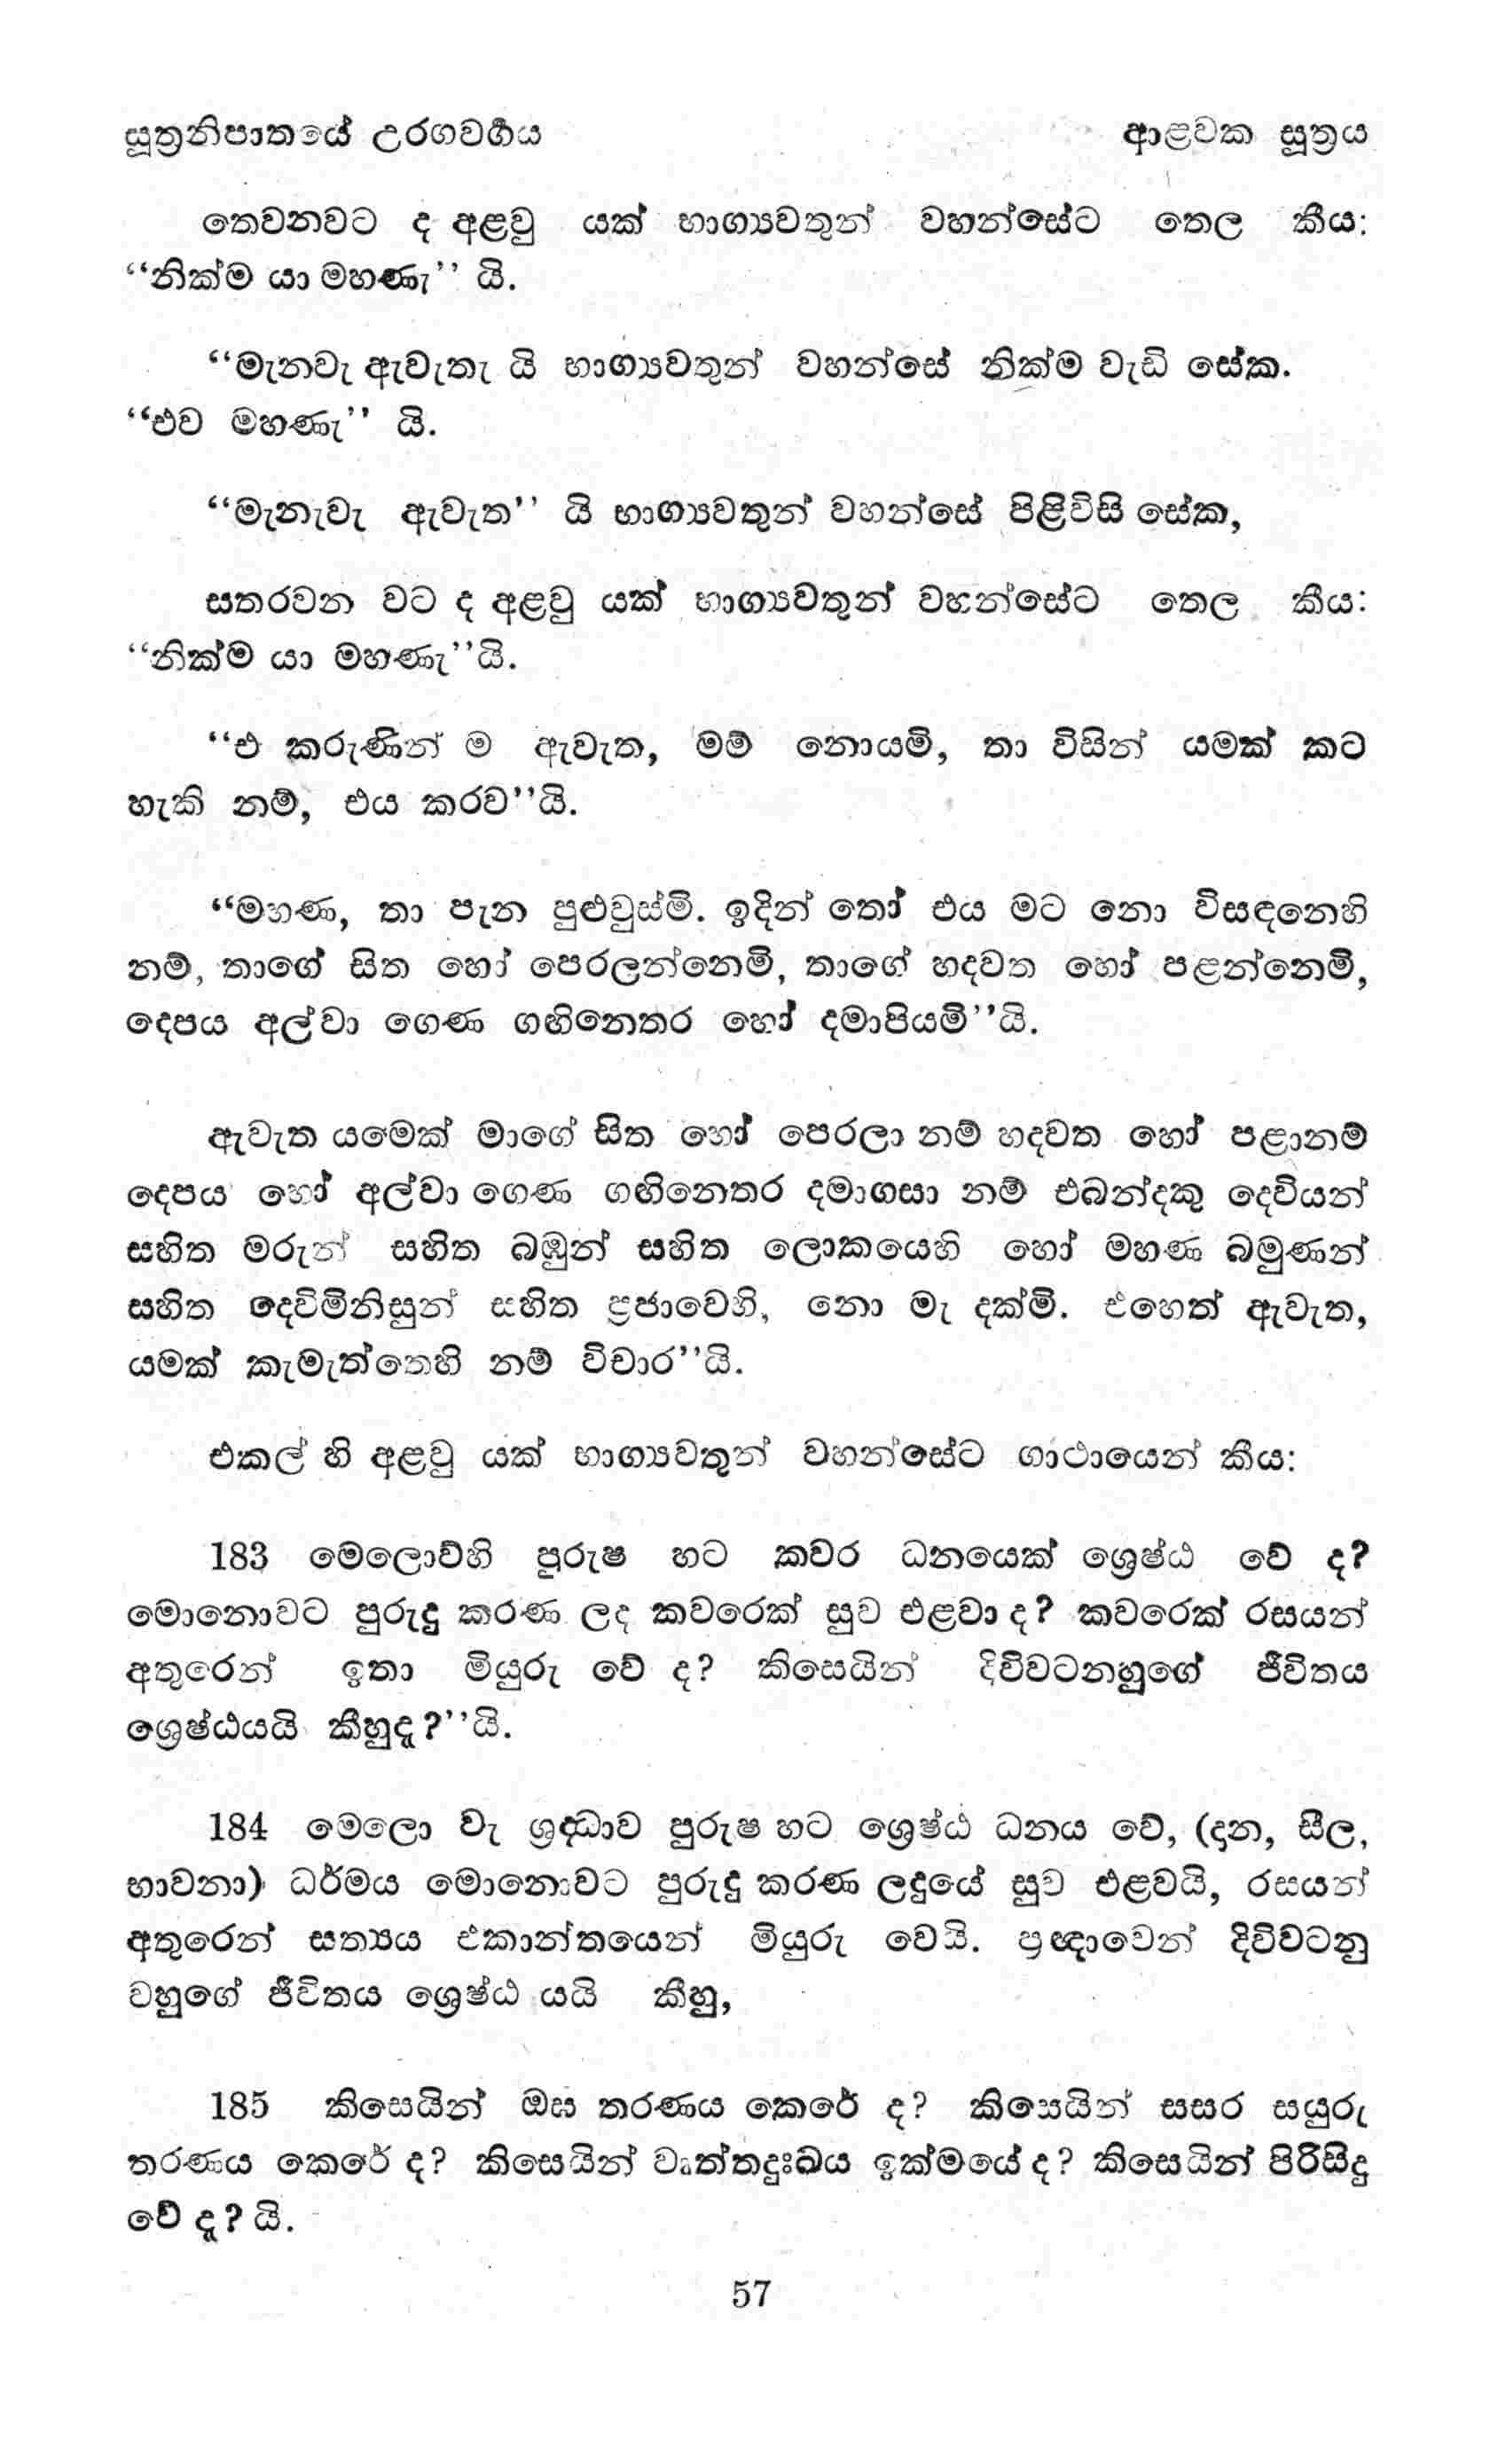 සූත්‍රනිපාතයේ උරගවර්‍ගය ආළවක සූත්‍රය
තෙවනවට ද අළවු යක් භාග්‍යවතුන් වහන්සේට තෙල කීය:
“නික්ම යා මහණැ” යි.
“මැනවැ ඇවැතැ යි භාග්‍යවතුන් වහන්සේ නික්ම වැඩි සේක.
“එව මහණැ” යි.
“මැනැවැ ඇවැත” යි භාග්‍යවතුන් වහන්සේ පිළිවිසි සේක,
සතරවන වට ද අළවු යක් භාග්‍යවතුන් වහන්සේට තෙල කීය:
“නික්ම යා මහණැ”යි.
“එ කරුණින් ම ඇවැත, මම් නොයමි, තා විසින් යමක් කට
හැකි නම්, එය කරව”යි.
“මහණ, තා පැන පුළුවුස්මි. ඉදින් තෝ එය මට නො විසඳනෙහි
නම්, තාගේ සිත හෝ පෙරලන්නෙමි, තාගේ හදවත හෝ පළන්නෙමි,
දෙපය අල්වා ගෙණ ගඟින්‍නෙතර හෝ දමාපියමි”යි.
ඇවැත යමෙක් මාගේ සිත හෝ පෙරලා නම් හදවත හෝ පළානම්
දෙපය හෝ අල්වා ගෙණ ගඟිනෙතර දමාගසා නම් එබන්දකු දෙවියන්
සහිත මරුන් සහිත බඹුන් සහිත ලොකයෙහි හෝ මහණ බමුණන්
සහිත දෙවිමිනිසුන් සහිත ප්‍රජාවෙහි, නො මැ දක්මි. එහෙත් ඇවැත,
යමක් කැමැත්තෙහි නම් විචාර”යි.
එකල් හි අළවු යක් භාග්‍යවතුන් වහන්සේට ගාථායෙන් කීය:
183 මෙලොව්හි පුරුෂ හට කවර ධනයෙක් ශ්‍රෙෂ්ඨ වේ ද?
මොනොවට පුරුදු කරණ ලද කවරෙක් සුව එළවා ද? කවරෙක් රසයන්
අතුරෙන් ඉතා මියුරු වේ ද? කිසෙයින් දිවිවටනහුගේ ජීවිතය
ශ්‍රෙෂ්ඨයයි කීහුදැ?”යි.
184 මෙලො වැ ශ්‍රද්‍ධාව පුරුෂ හට ශ්‍රෙෂ්ඨ ධනය වේ, (දාන, සීල,
භාවනා) ධර්මය මොනොවට පුරුදු කරණ ලදුයේ සුව එළවයි, රසයන්
අතුරෙන් සත්‍යය එකාන්තයෙන් මියුරු වෙයි. ප්‍රඥාවෙන් දිවිවටනු
වහුගේ ජීවිතය ශ්‍රෙෂ්ඨ යයි කීහු,
185 කිසෙයින් ඔඝ තරණය කෙරේ ද? කිසෙයින් සසර සයුරු
තරණය කෙරේ ද? කිසෙයින් වෘත්තදුඃඛය ඉක්මයේ ද? කිසෙයින් පිරිසිදු
වේ දැ? යි.
57